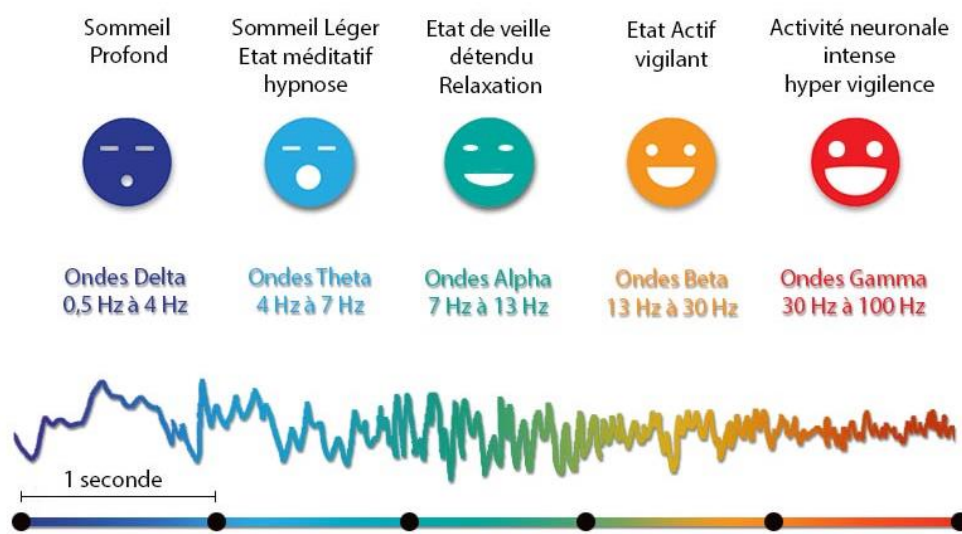 Sommeil
Profond
Sommeil Léger
Etat méditatif
hypnose
Etat de veille
détendu
Relaxation
Etat Actif
vigilant
Activité neuronale
intense
hyper vigilence
Ondes Delta
0,5 Hz à 4 Hz
Ondes Theta
4 Hz à 7 Hz
Ondes Alpha
7 Hz à 13 Hz
Ondes Beta
13 Hz à 30 Hz
Ondes Gamma
30 Hz à 100 Hz
1 seconde